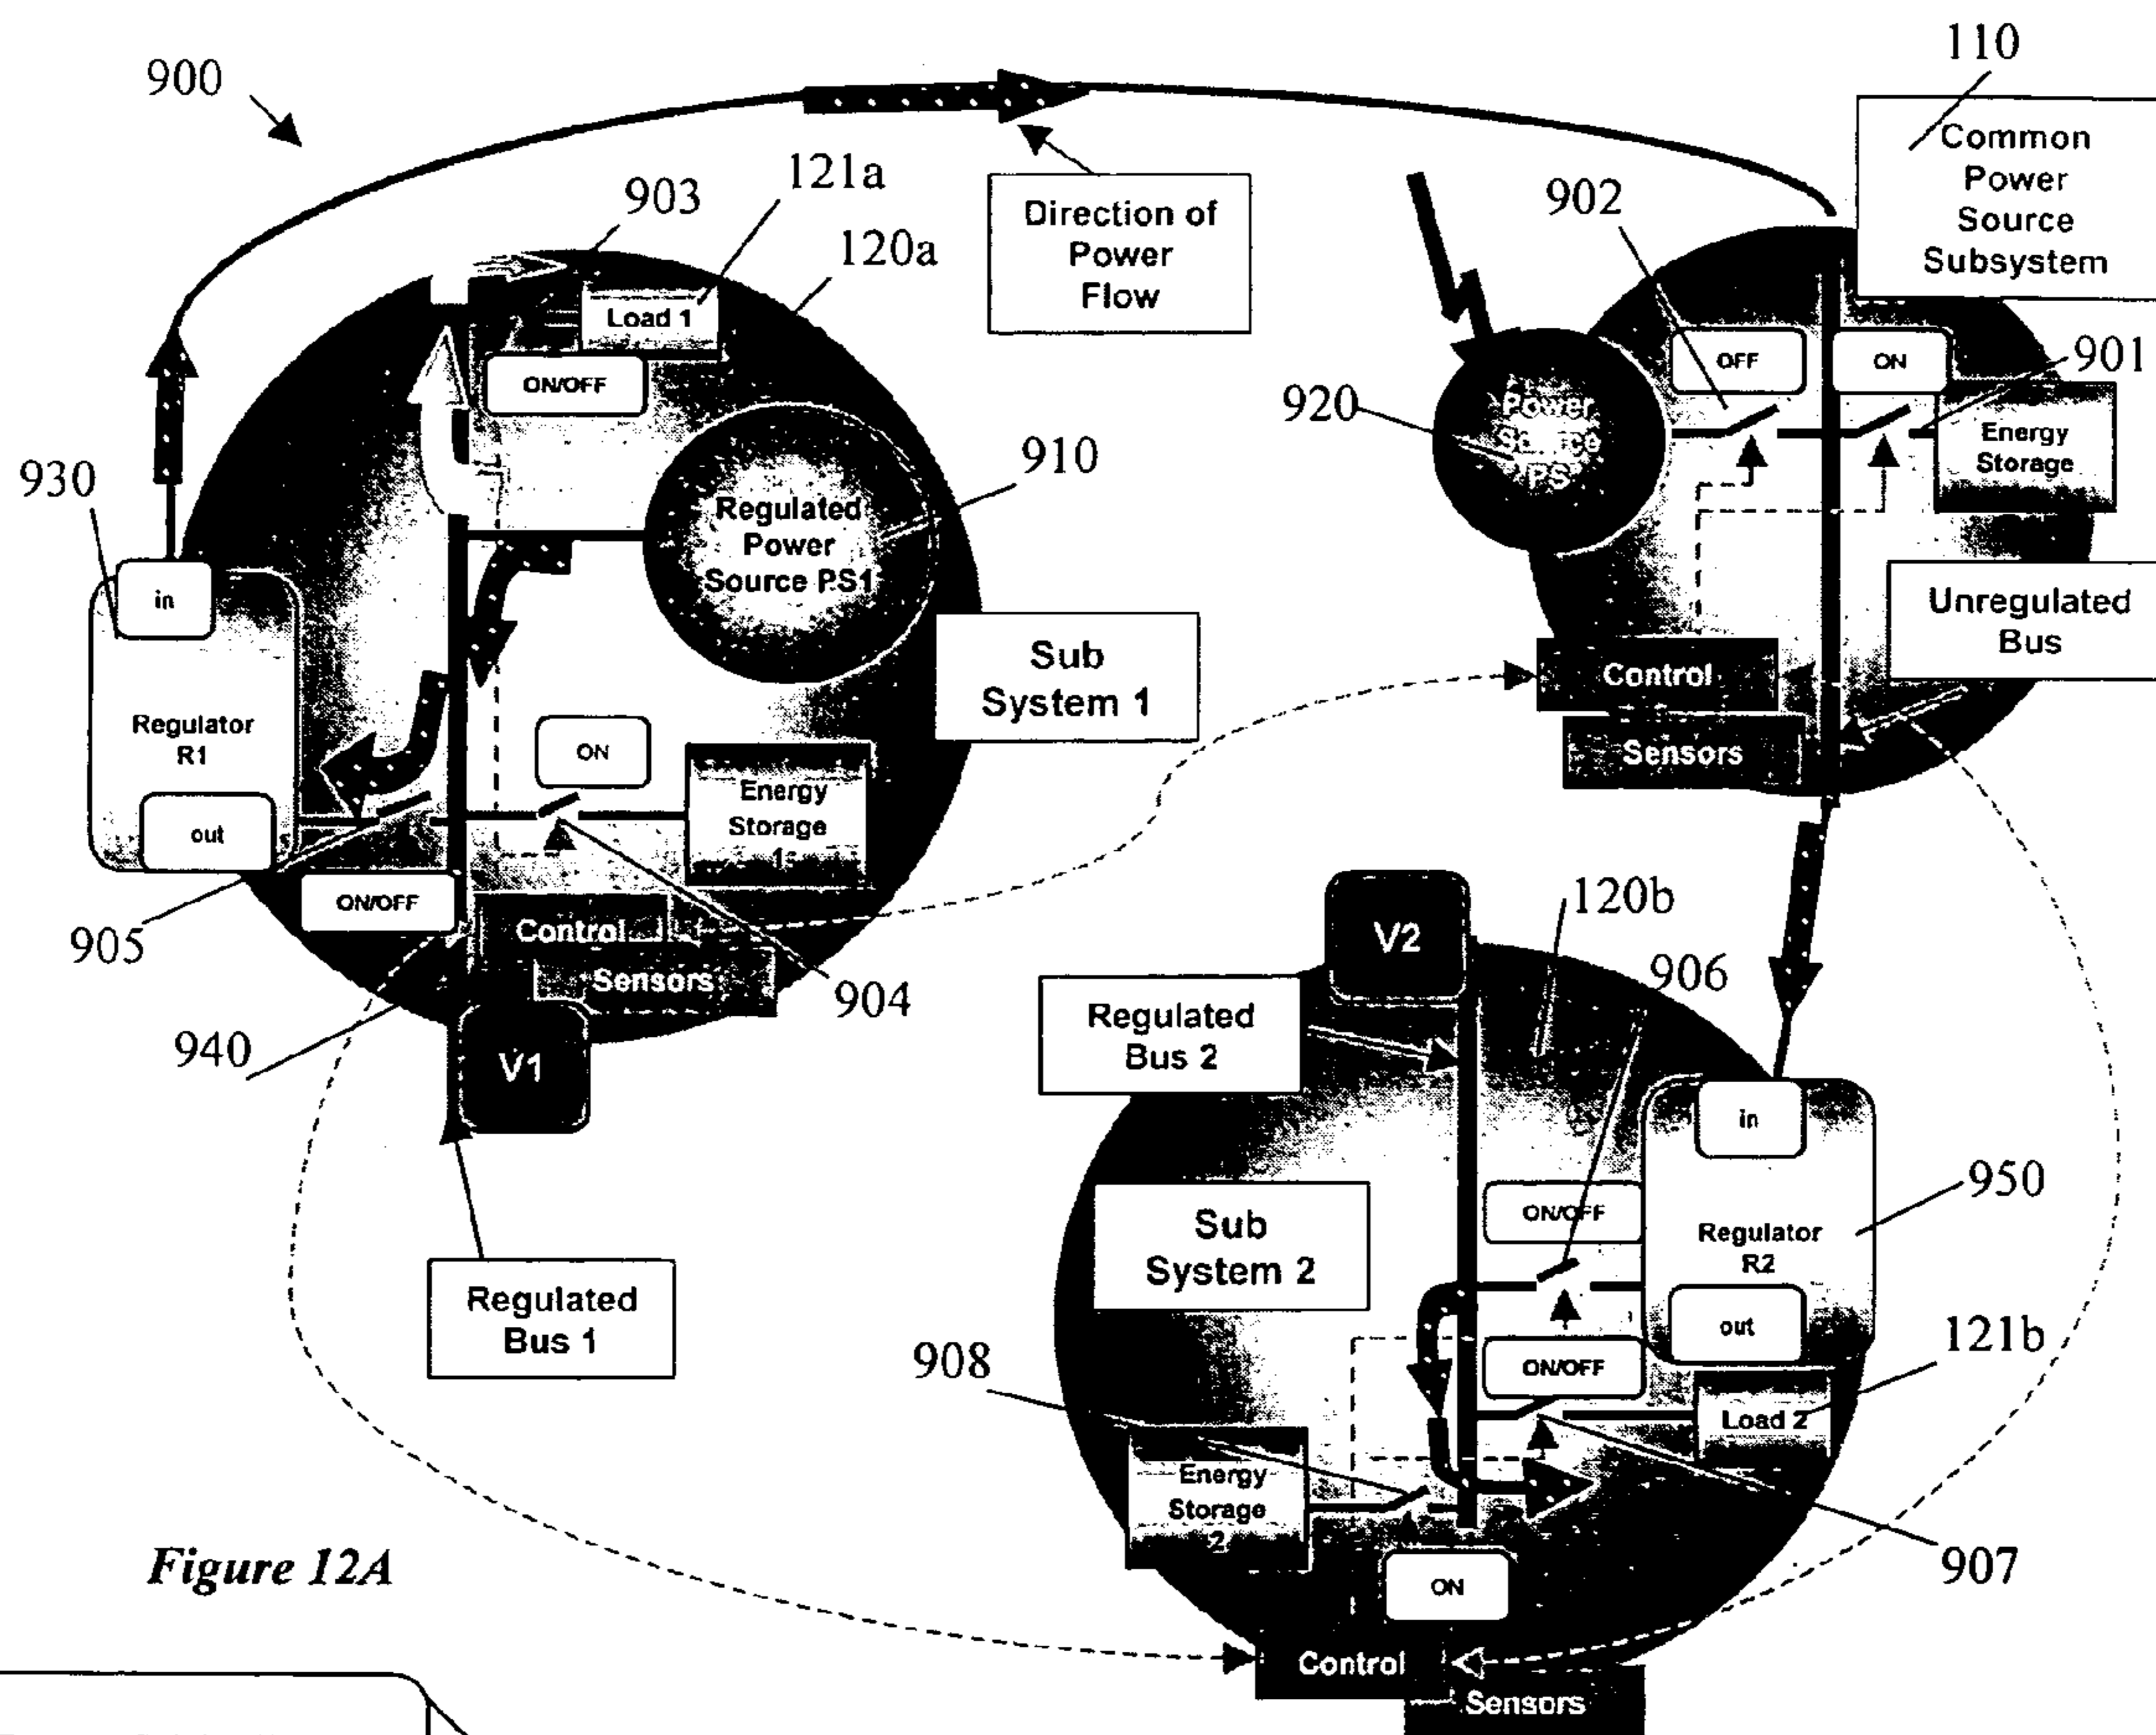 900
110
Common
Power
Source
Subsystem
903
121a
120a
Direction of
Power
Flow
902
Load 1
ON/OFF
OFF
ON
901
920
Power
Source
PS
Energy
Storage
930
910
Regulated
Power
Source PS1
in
Unregulated
Bus
Sub
System 1
Control
Sensors
Regulator
R1
ON
Energy
Storage
1
out
ON/OFF
905
Control
Sensors
904
940
V1
120b
V2
906
Regulated
Bus 2
in
950
Sub
System 2
ON/OFF
Regulator
R2
Regulated
Bus 1
out
121b
908
ON/OFF
Load 2
Energy
Storage
2
907
Figure 12A
ON
Control
Sensors